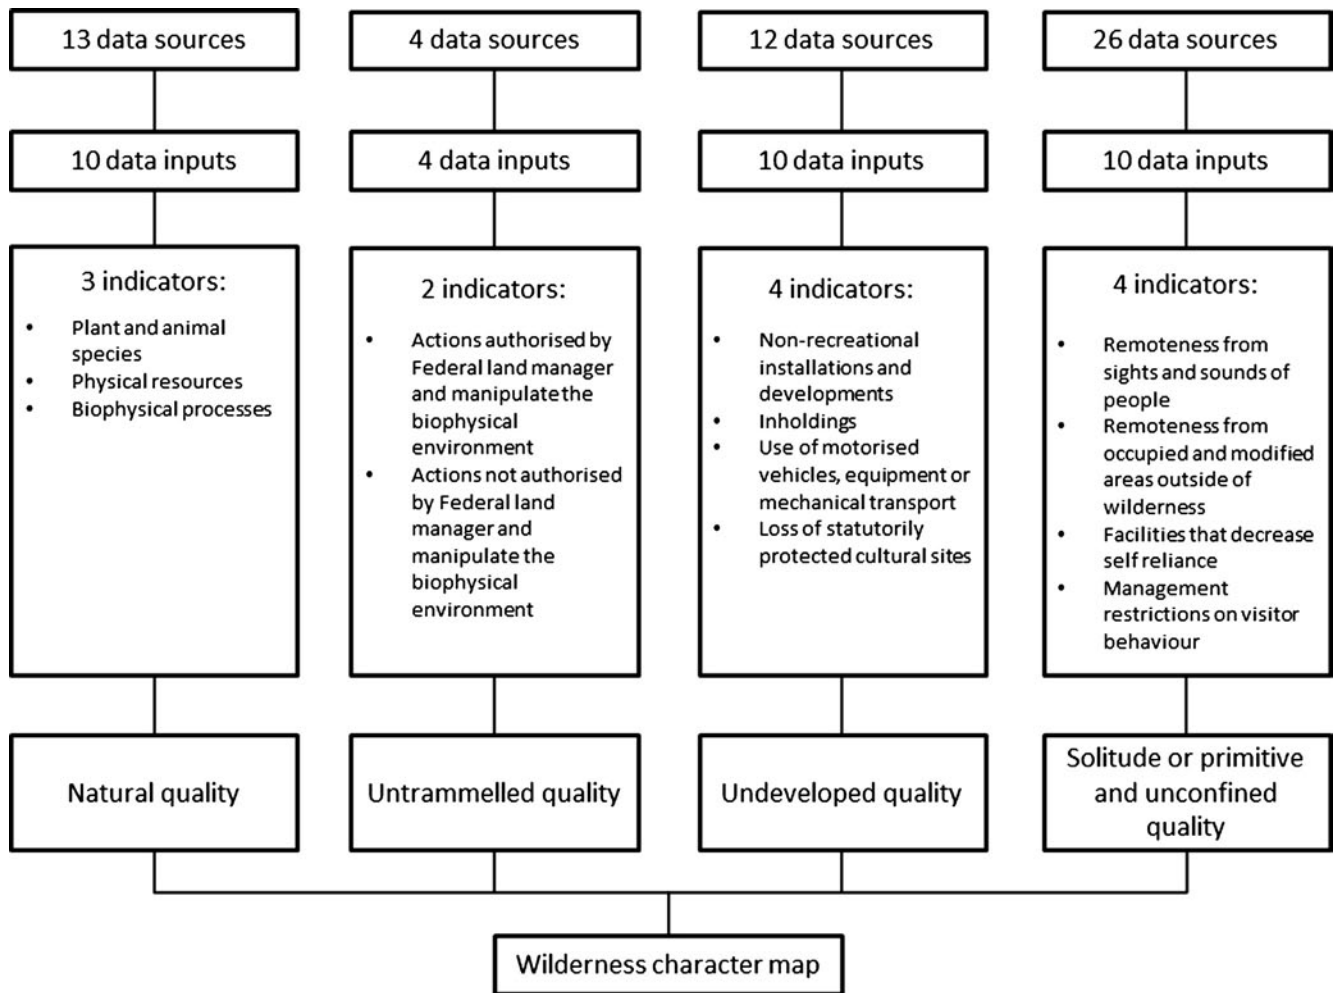 13 data sources
4 data sources
12 data sources
26 data sources
10 data inputs
4 data inputs
10 data inputs
10 data inputs
3 indicators:
• Plant and animal
species
• Physical resources
• Biophysical processes
2 indicators:
• Actions authorised by
Federal land manager
and manipulate the
biophysical
environment
• Actions not authorised
by Federal land
manager and
manipulate the
biophysical
environment
4 indicators:
• Non-recreational
installations and
developments
• Inholdings
• Use of motorised
vehicles, equipment or
mechanical transport
• Loss of statutorily
protected cultural sites
4 indicators:
• Remoteness from
sights and sounds of
people
• Remoteness from
occupied and modified
areas outside of
wilderness
• Facilities that decrease
self reliance
• Management
restrictions on visitor
behaviour
Natural quality
Untrammelled quality
Undeveloped quality
Solitude or primitive
and unconfined
quality
Wilderness character map